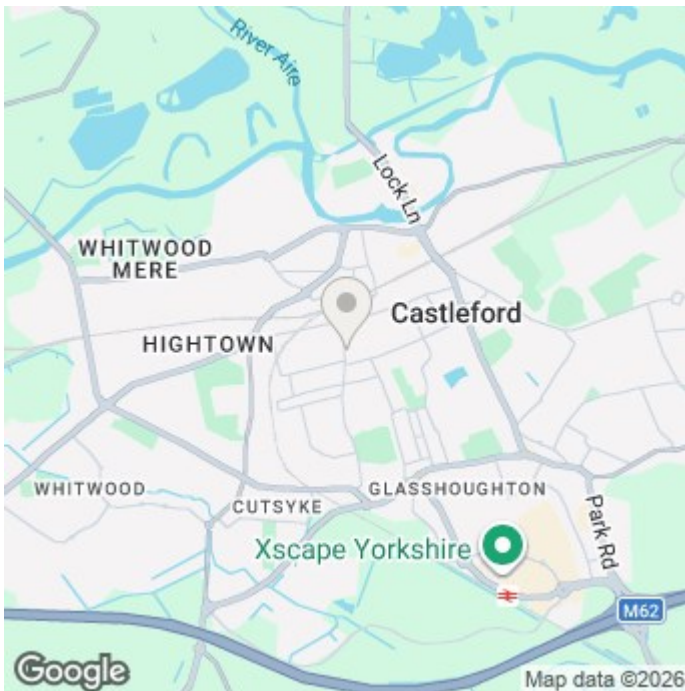 River Aire
Lock Ln
WHITWOOD
MERE
Castleford
HIGHTOWN
WHITWOOD
GLASSHOUGHTON
CUTSYKE
Park Rd
Xscape Yorkshire
M62
Google
Map data ©2026